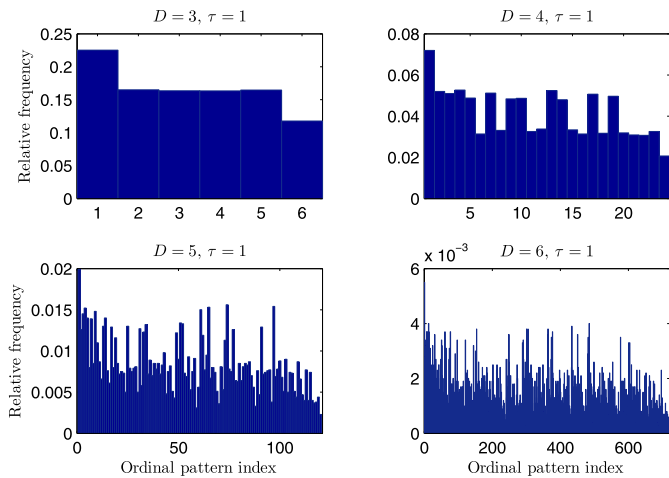 D = 3, τ = 1
D = 4, τ = 1
Relative frequency
0.25
0.2
0.15
0.1
0.05
0
1 2 3 4 5 6
0.08
0.06
0.04
0.02
0
5 10 15 20
D = 5, τ = 1
D = 6, τ = 1
Relative frequency
0.02
0.015
0.01
0.005
0
0 50 100
Ordinal pattern index
x 10⁻³
6
4
2
0
0 200 400 600
Ordinal pattern index